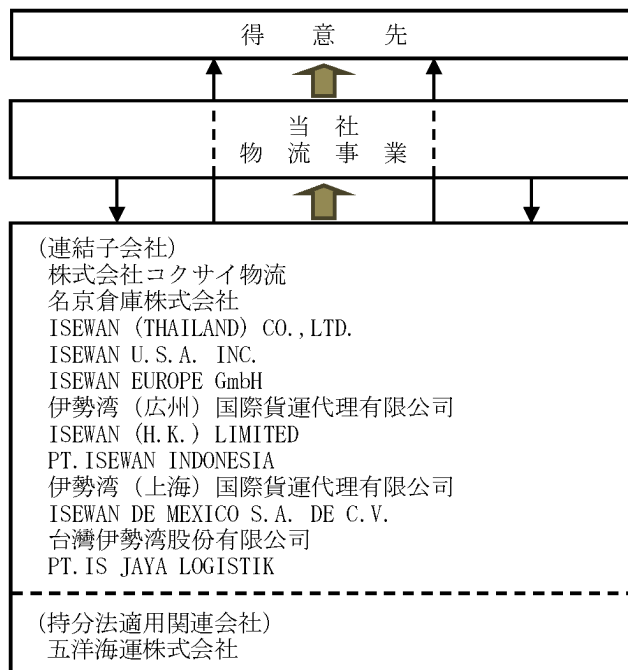 得意先
当社
物流事業
(連結子会社)
株式会社コクサイ物流
名京倉庫株式会社
ISEWAN (THAILAND) CO.,LTD.
ISEWAN U.S.A. INC.
ISEWAN EUROPE GmbH
伊勢湾（広州）国際貨運代理有限公司
ISEWAN (H.K.) LIMITED
PT.ISEWAN INDONESIA
伊勢湾（上海）国際貨運代理有限公司
ISEWAN DE MEXICO S.A. DE C.V.
台灣伊勢湾股份有限公司
PT.IS JAYA LOGISTIK
(持分法適用関連会社)
五洋海運株式会社